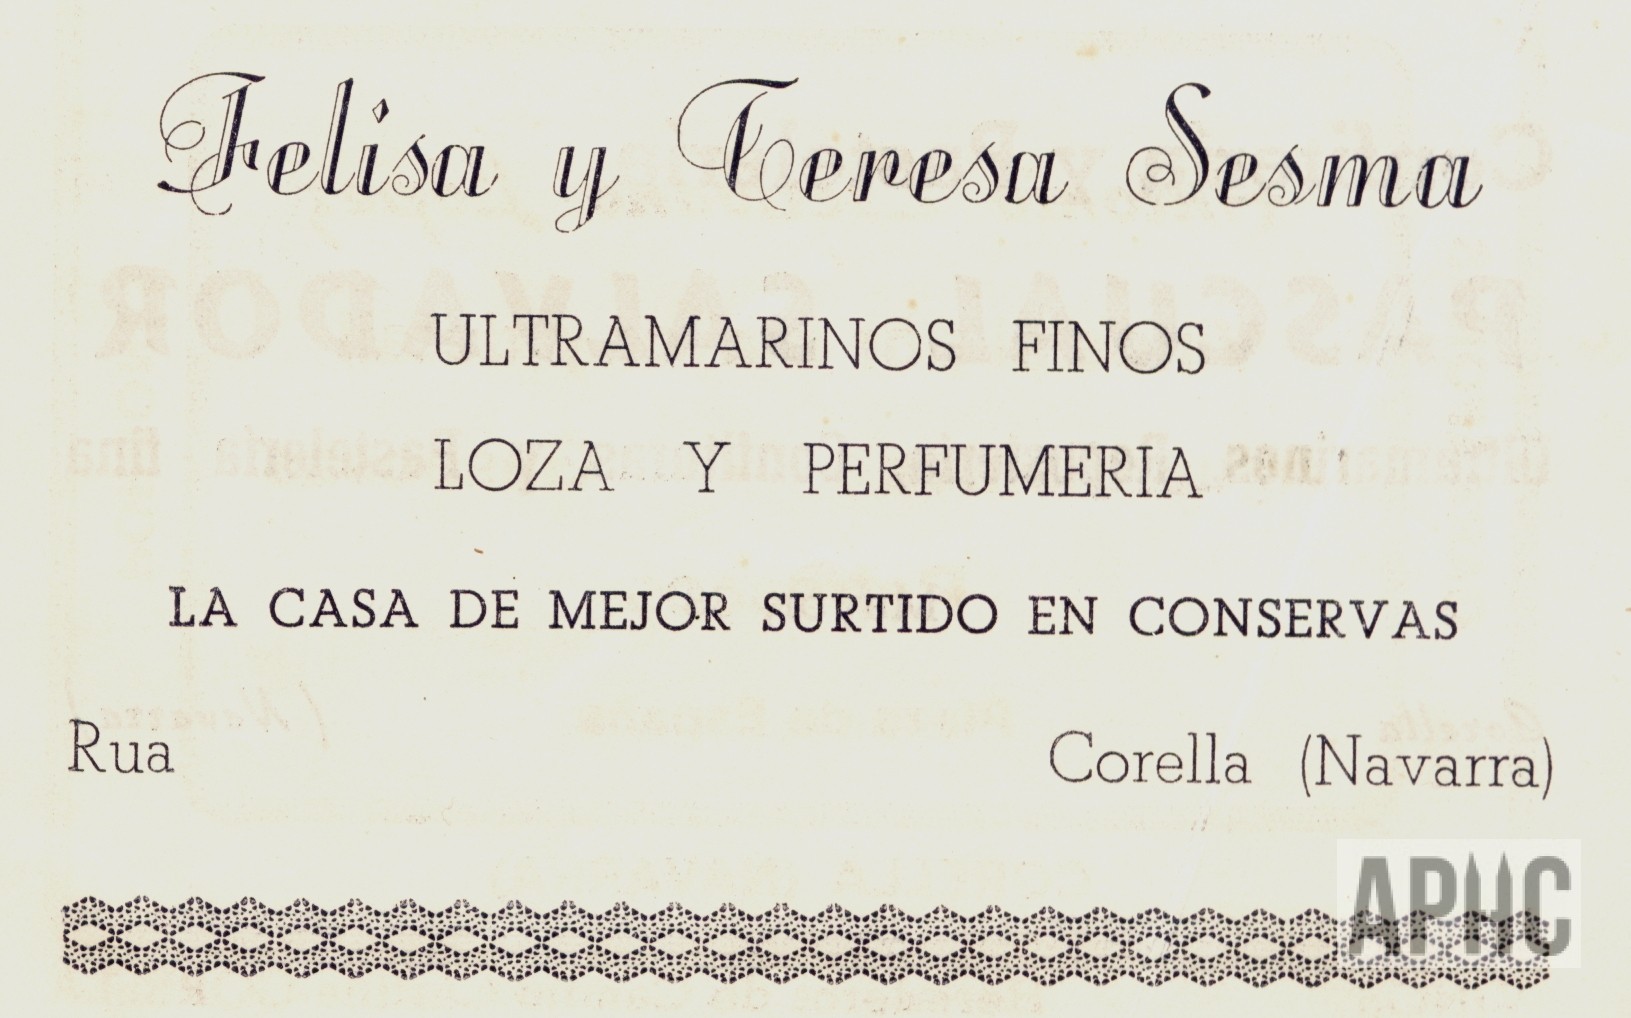 Felisa y Teresa Sesma
ULTRAMARINOS FINOS
LOZA Y PERFUMERIA
LA CASA DE MEJOR SURTIDO EN CONSERVAS
Rua Corella (Navarra)
APHC